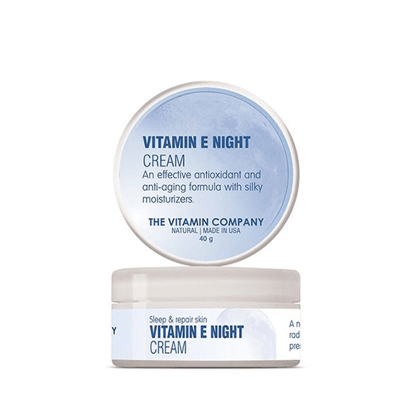 VITAMIN E NIGHT
CREAM
An effective antioxidant and
anti-aging formula with silky
moisturizers.
THE VITAMIN COMPANY
NATURAL | MADE IN USA
40 g
Sleep & repair skin
VITAMIN E NIGHT
CREAM
PANY
A